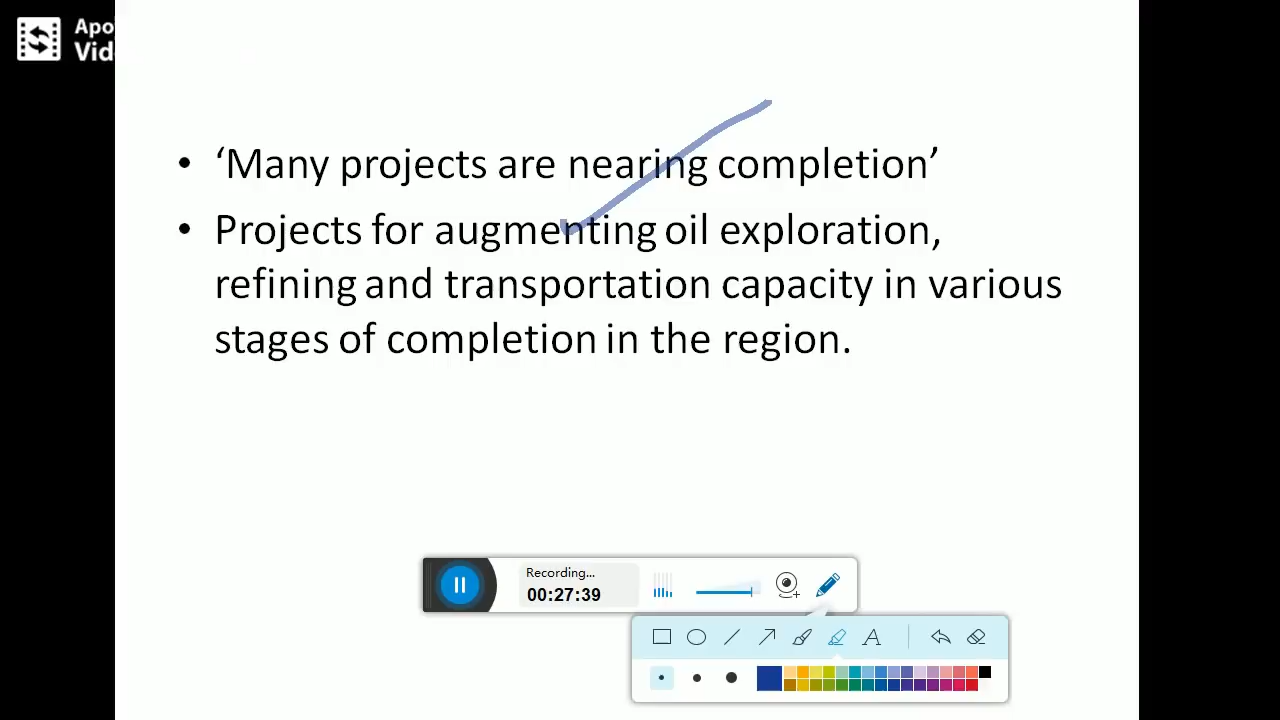 Apo
Vid
• ‘Many projects are nearing completion’
• Projects for augmenting oil exploration,
refining and transportation capacity in various
stages of completion in the region.
Recording...
00:27:39
A